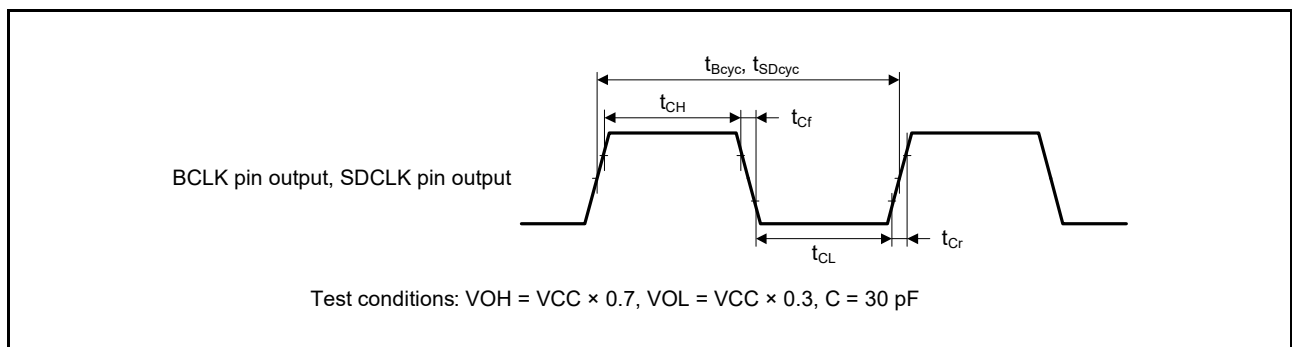 tBcyc, tSDcyc
tCH
tCf
BCLK pin output, SDCLK pin output
tCr
tCL
Test conditions: VOH = VCC × 0.7, VOL = VCC × 0.3, C = 30 pF